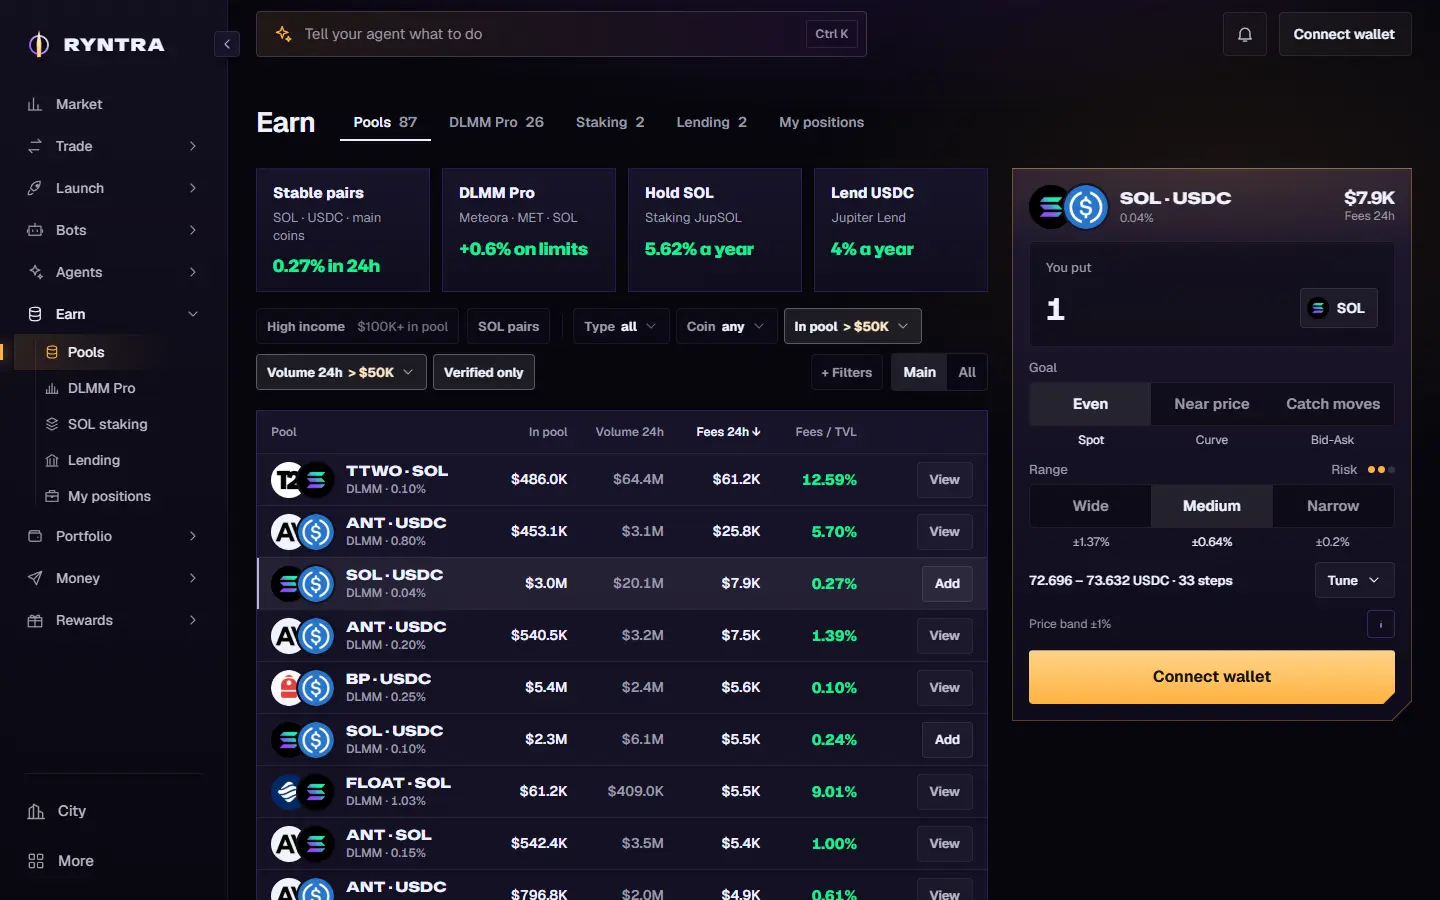 RYNTRA
Tell your agent what to do
Ctrl K
Connect wallet
Market
Trade
Launch
Bots
Agents
Earn
Pools
DLMM Pro
SOL staking
Lending
My positions
Portfolio
Money
Rewards
City
More
Earn
Pools 87
DLMM Pro 26
Staking 2
Lending 2
My positions
Stable pairs
SOL · USDC · main
coins
0.27% in 24h
DLMM Pro
Meteora · MET · SOL
+0.6% on limits
Hold SOL
Staking JupSOL
5.62% a year
Lend USDC
Jupiter Lend
4% a year
High income $100K+ in pool
SOL pairs
Type all
Coin any
In pool > $50K
Volume 24h > $50K
Verified only
+ Filters
Main
All
Pool In pool Volume 24h Fees 24h ↓ Fees / TVL
TTWO · SOL
DLMM · 0.10%
$486.0K $64.4M $61.2K 12.59% View
ANT · USDC
DLMM · 0.80%
$453.1K $3.1M $25.8K 5.70% View
SOL · USDC
DLMM · 0.04%
$3.0M $20.1M $7.9K 0.27% Add
ANT · USDC
DLMM · 0.20%
$540.5K $3.2M $7.5K 1.39% View
BP · USDC
DLMM · 0.25%
$5.4M $2.4M $5.6K 0.10% View
SOL · USDC
DLMM · 0.10%
$2.3M $6.1M $5.5K 0.24% Add
FLOAT · SOL
DLMM · 1.03%
$61.2K $409.0K $5.5K 9.01% View
ANT · SOL
DLMM · 0.15%
$542.4K $3.5M $5.4K 1.00% View
ANT · USDC
$796.8K $2.0M $4.9K 0.61% View
SOL · USDC
0.04%
$7.9K
Fees 24h
You put
1
SOL
Goal
Even Near price Catch moves
Spot Curve Bid-Ask
Range
Risk
Wide Medium Narrow
±1.37% ±0.64% ±0.2%
72.696 – 73.632 USDC · 33 steps
Tune
Price band ±1%
i
Connect wallet